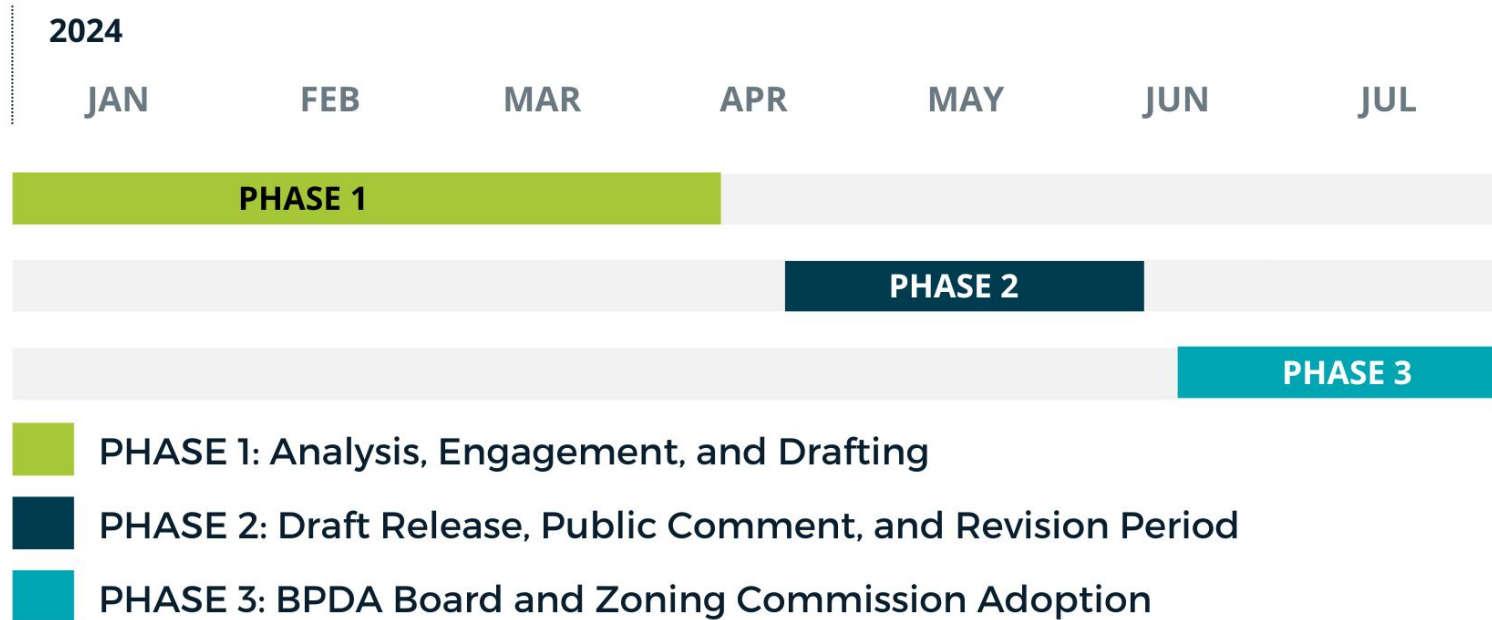 2024
JAN FEB MAR APR MAY JUN JUL
PHASE 1
PHASE 2
PHASE 3
PHASE 1: Analysis, Engagement, and Drafting
PHASE 2: Draft Release, Public Comment, and Revision Period
PHASE 3: BPDA Board and Zoning Commission Adoption